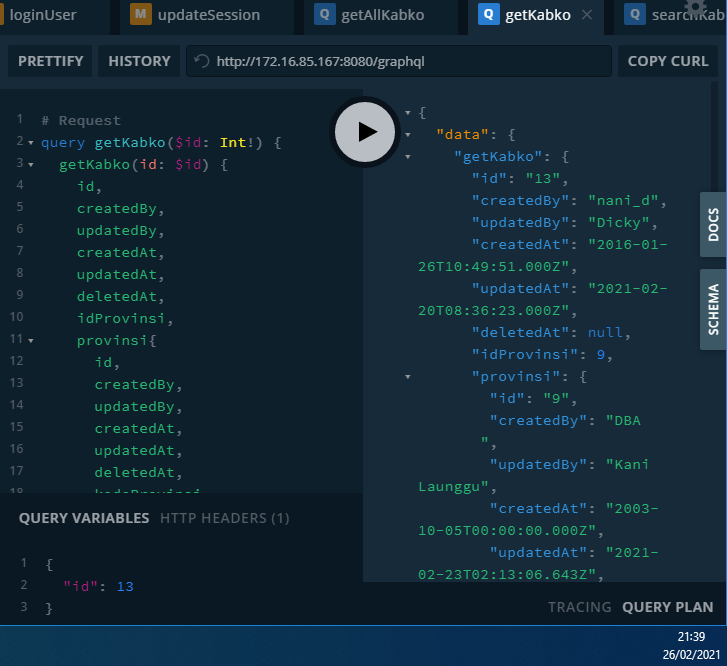 loginUser
M updateSession
Q getAllKabko
Q getKabko
Q searchKab
PRETTIFY
HISTORY
http://172.16.85.167:8080/graphql
COPY CURL
1 # Request
2 query getKabko($id: Int!) {
3 getKabko(id: $id) {
4 id,
5 createdBy,
6 updatedBy,
7 createdAt,
8 updatedAt,
9 deletedAt,
10 idProvinsi,
11 provinsi{
12 id,
13 createdBy,
14 updatedBy,
15 createdAt,
16 updatedAt,
17 deletedAt,
18 kodeProvinsi
{
"data": {
"getKabko": {
"id": "13",
"createdBy": "nani_d",
"updatedBy": "Dicky",
"createdAt": "2016-01-
26T10:49:51.000Z",
"updatedAt": "2021-02-
20T08:36:23.000Z",
"deletedAt": null,
"idProvinsi": 9,
"provinsi": {
"id": "9",
"createdBy": "DBA
",
"updatedBy": "Kani
Launggu",
"createdAt": "2003-
10-05T00:00:00.000Z",
"updatedAt": "2021-
02-23T02:13:06.643Z",
DOCS
SCHEMA
QUERY VARIABLES
HTTP HEADERS (1)
1 {
2 "id": 13
3 }
TRACING
QUERY PLAN
21:39
26/02/2021